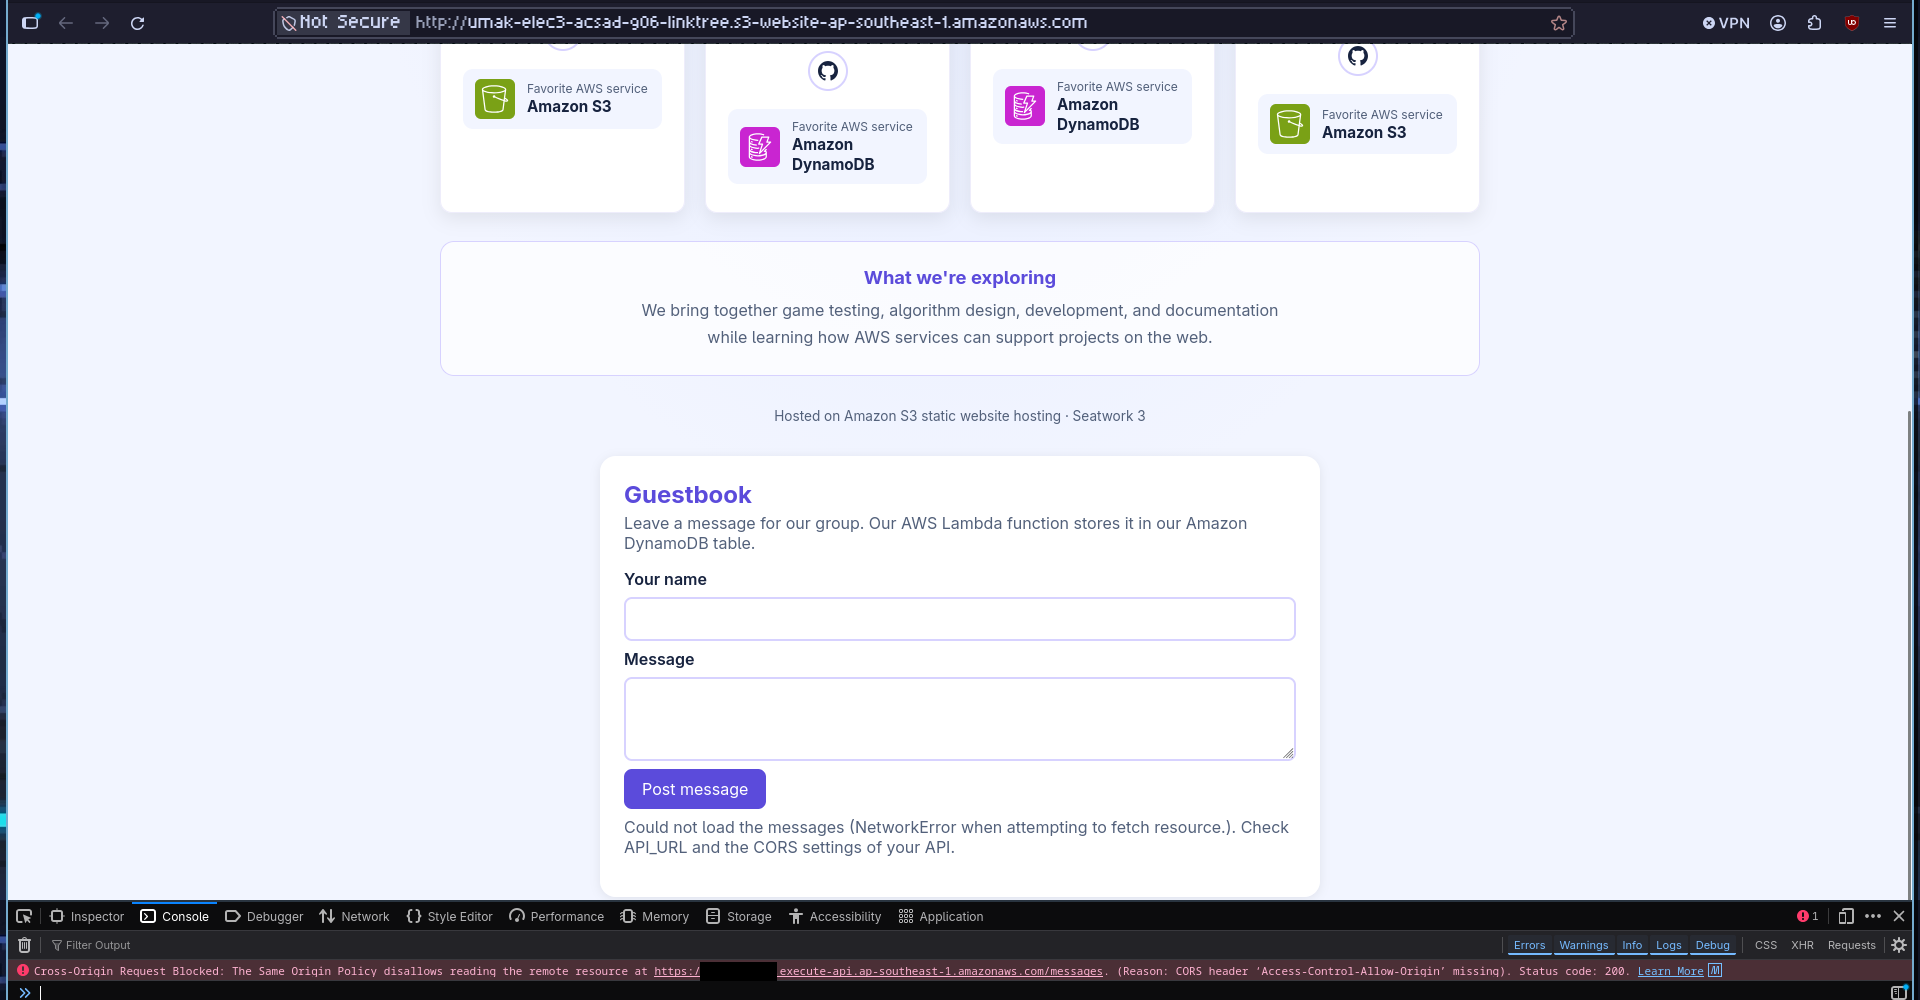 Not Secure http://umak-elec3-acsad-g06-linktree.s3-website-ap-southeast-1.amazonaws.com VPN
Favorite AWS service
Amazon S3
Favorite AWS service
Amazon
DynamoDB
Favorite AWS service
Amazon
DynamoDB
Favorite AWS service
Amazon S3
What we're exploring
We bring together game testing, algorithm design, development, and documentation
while learning how AWS services can support projects on the web.
Hosted on Amazon S3 static website hosting · Seatwork 3
Guestbook
Leave a message for our group. Our AWS Lambda function stores it in our Amazon
DynamoDB table.
Your name
Message
Post message
Could not load the messages (NetworkError when attempting to fetch resource.). Check
API_URL and the CORS settings of your API.
Inspector Console Debugger Network Style Editor Performance Memory Storage Accessibility Application 1
Filter Output Errors Warnings Info Logs Debug CSS XHR Requests
Cross-Origin Request Blocked: The Same Origin Policy disallows reading the remote resource at https:/ .execute-api.ap-southeast-1.amazonaws.com/messages. (Reason: CORS header ‘Access-Control-Allow-Origin’ missing). Status code: 200. Learn More